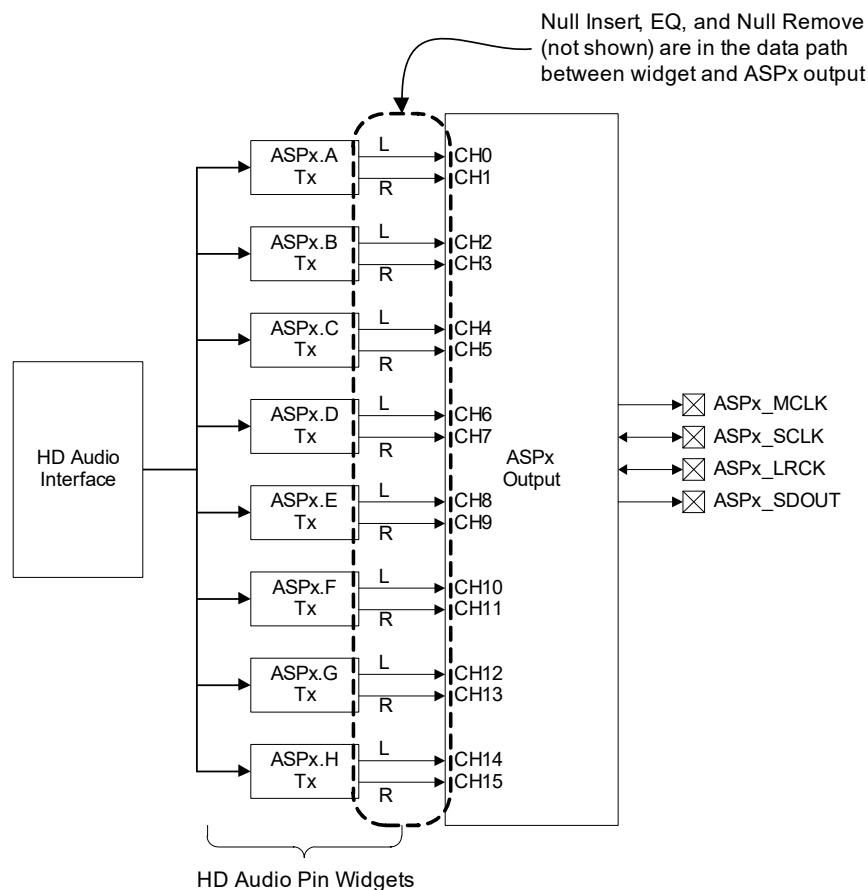 Null Insert, EQ, and Null Remove
(not shown) are in the data path
between widget and ASPx output
ASPx.A
Tx
L
R
CH0
CH1
ASPx.B
Tx
L
R
CH2
CH3
ASPx.C
Tx
L
R
CH4
CH5
ASPx.D
Tx
L
R
CH6
CH7
ASPx.E
Tx
L
R
CH8
CH9
ASPx.F
Tx
L
R
CH10
CH11
ASPx.G
Tx
L
R
CH12
CH13
ASPx.H
Tx
L
R
CH14
CH15
HD Audio
Interface
ASPx
Output
ASPx_MCLK
ASPx_SCLK
ASPx_LRCK
ASPx_SDOUT
HD Audio Pin Widgets